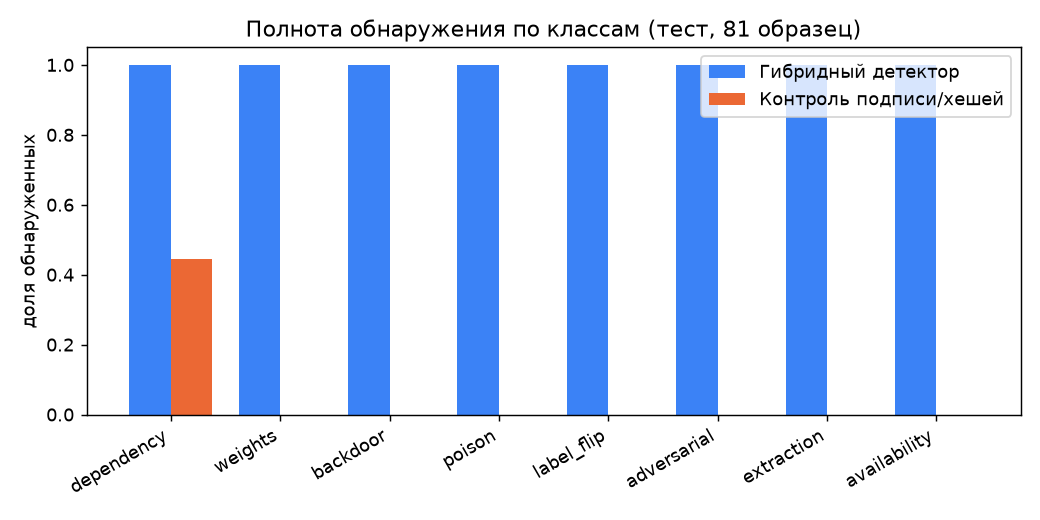 Полнота обнаружения по классам (тест, 81 образец)
Гибридный детектор
Контроль подписи/хешей
доля обнаруженных
1.0
0.8
0.6
0.4
0.2
0.0
dependency
weights
backdoor
poison
label_flip
adversarial
extraction
availability